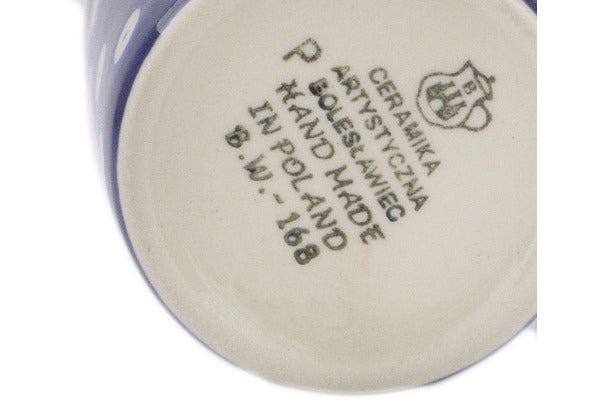 B
CERAMIKA
ARTYSTYCZNA
P BOLESŁAWIEC
HAND MADE
IN POLAND
B.W.-168